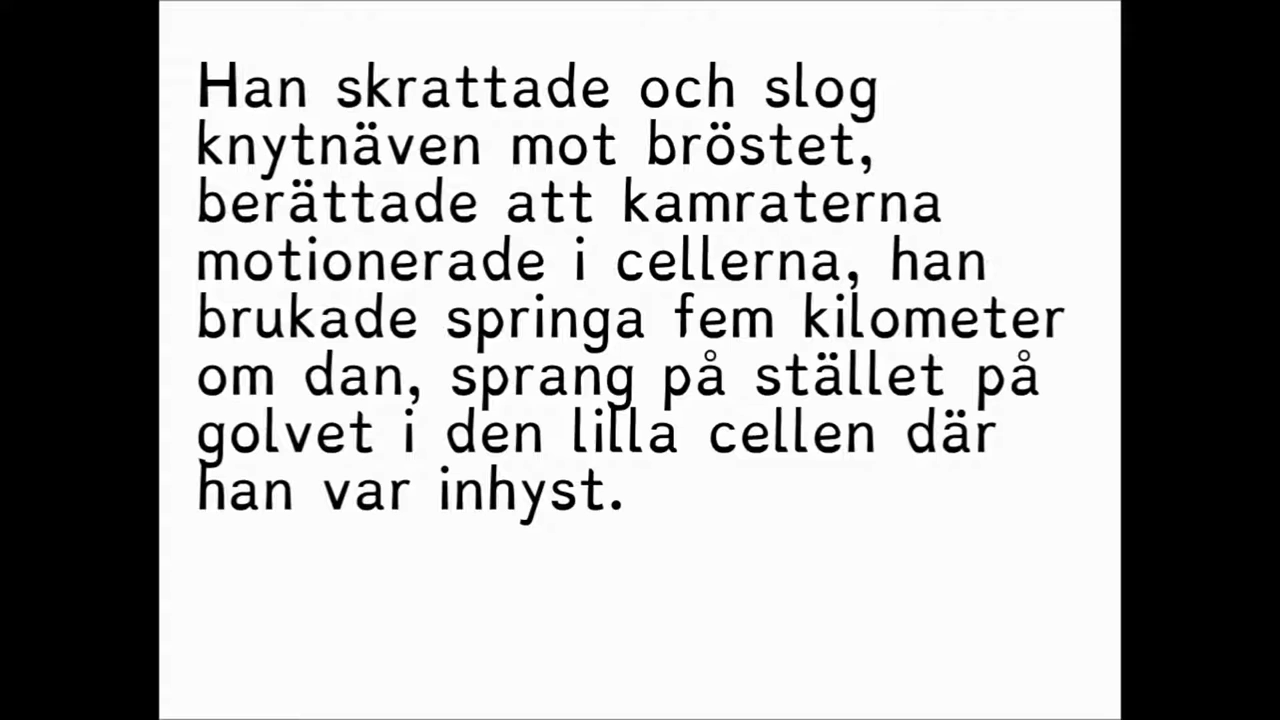 Han skrattade och slog
knytnäven mot bröstet,
berättade att kamraterna
motionerade i cellerna, han
brukade springa fem kilometer
om dan, sprang på stället på
golvet i den lilla cellen där
han var inhyst.